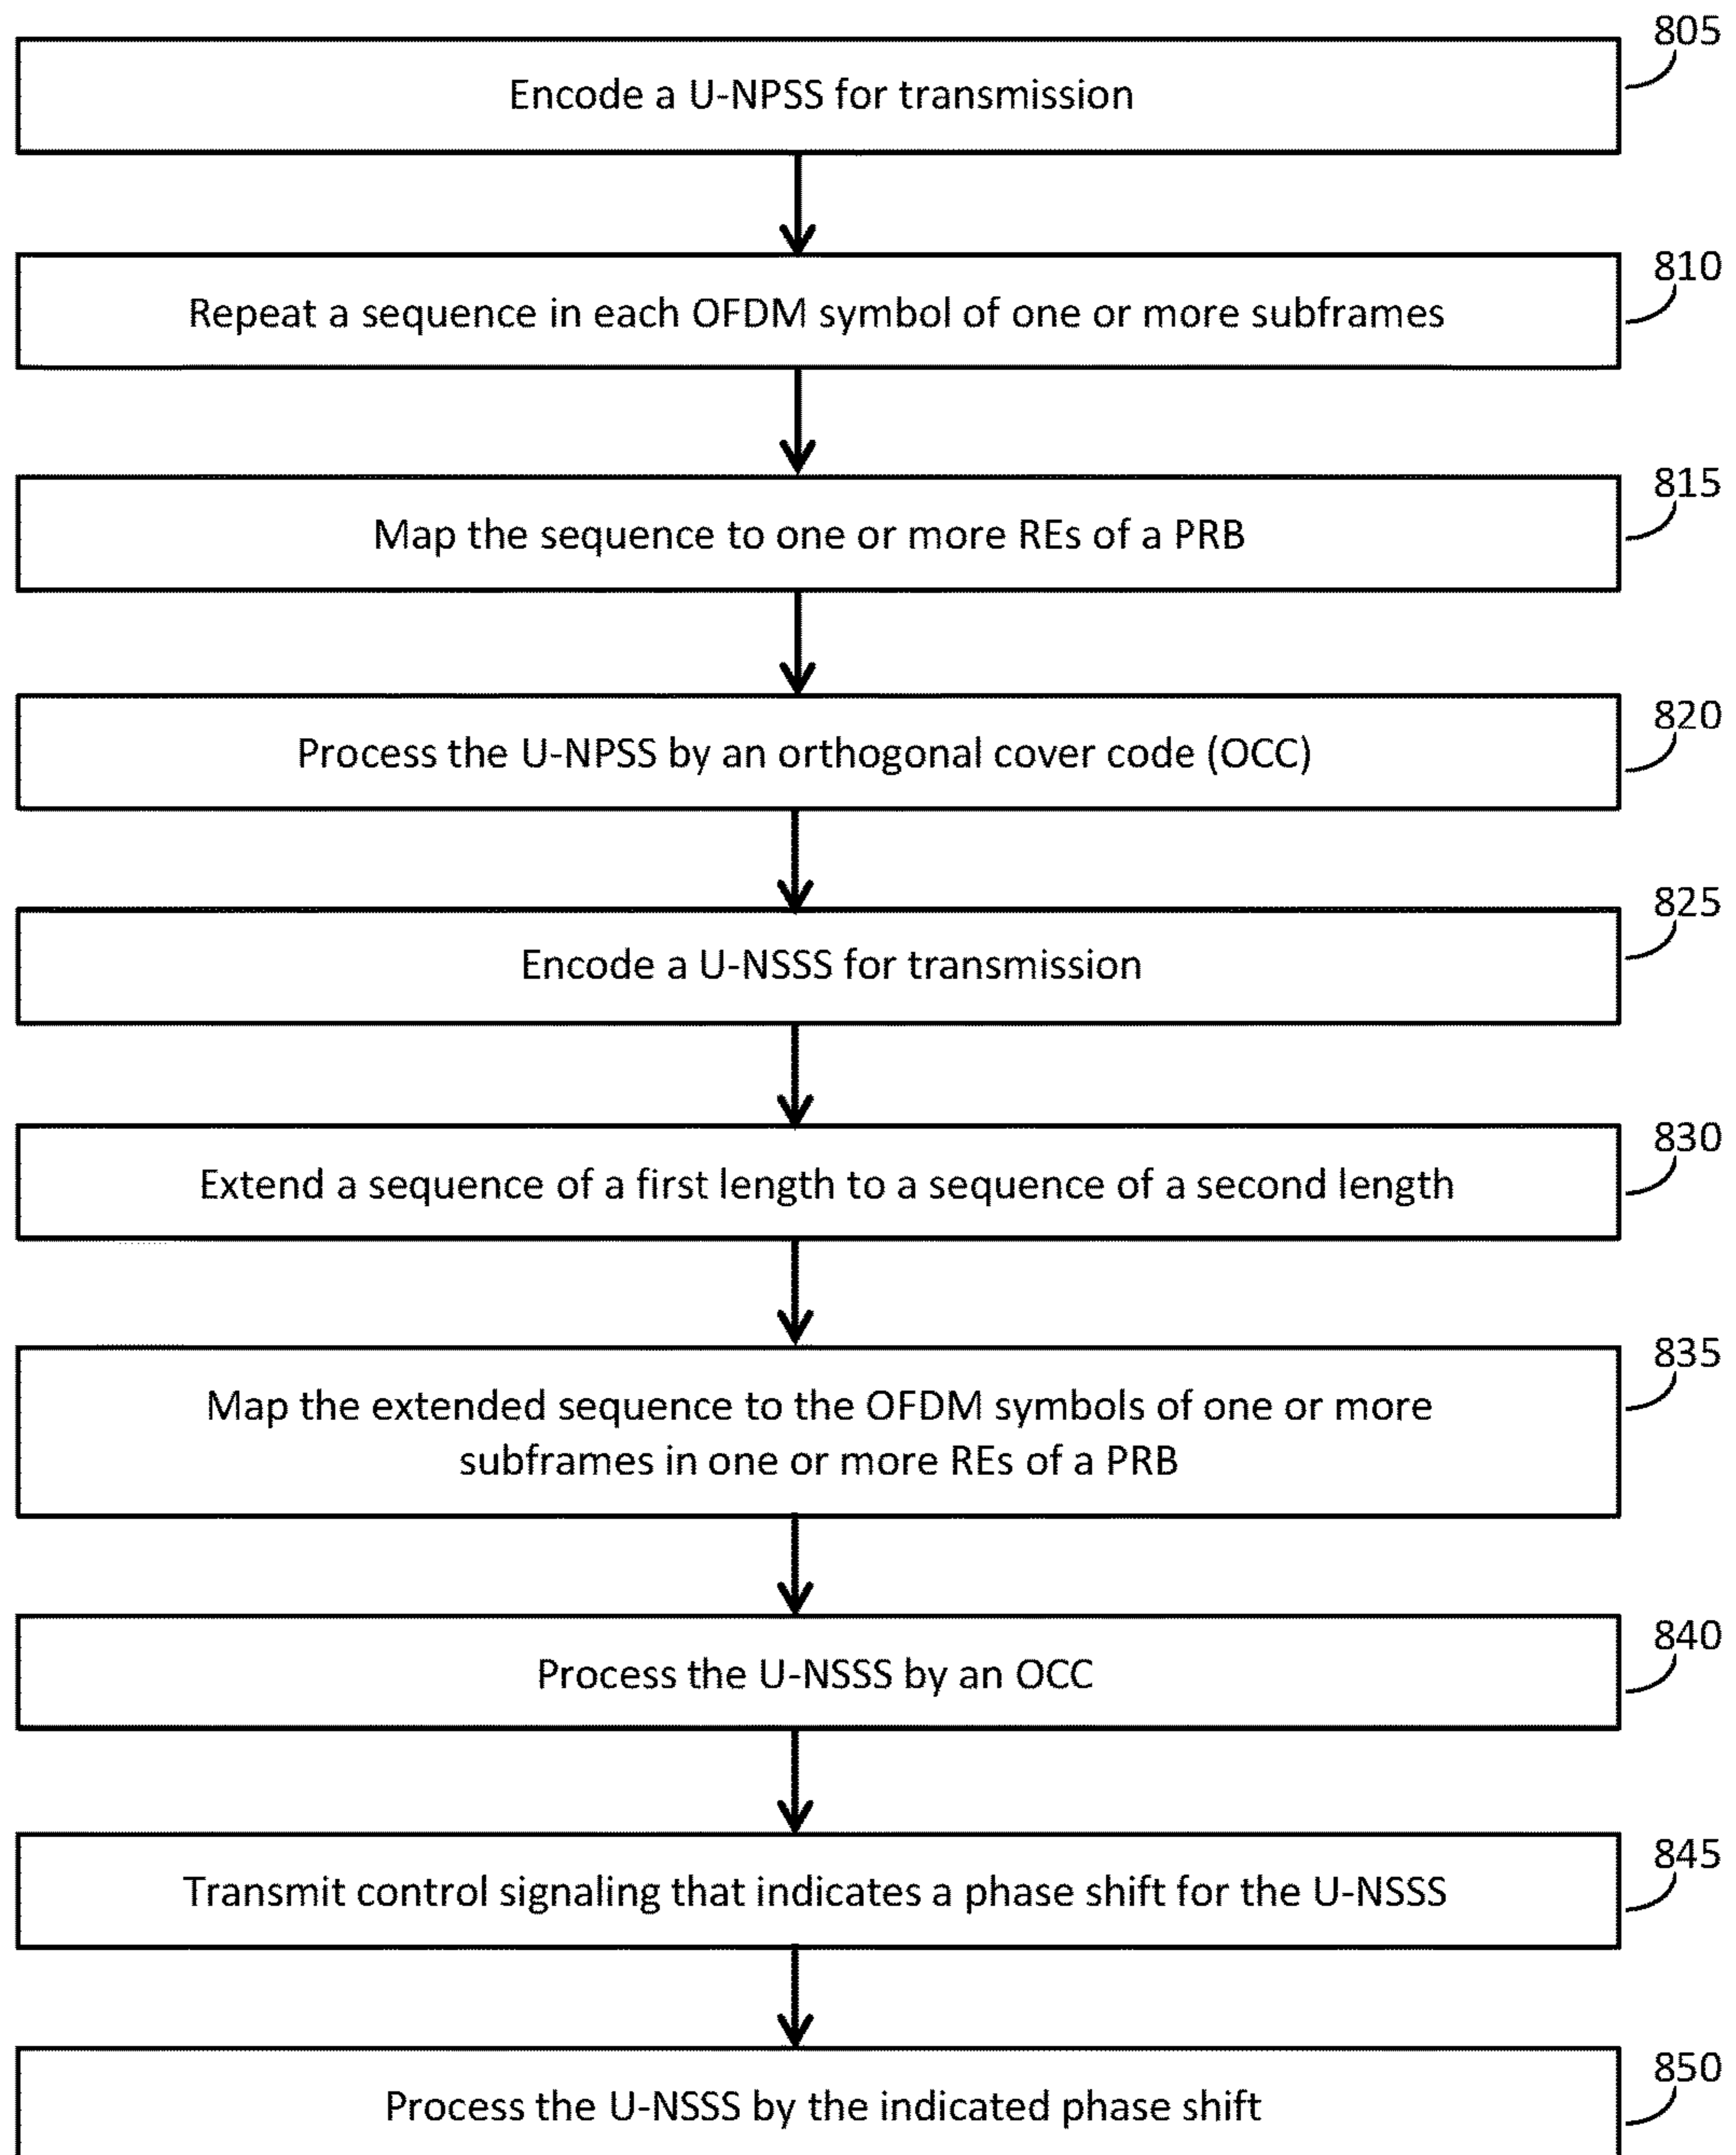 805
Encode a U-NPSS for transmission
810
Repeat a sequence in each OFDM symbol of one or more subframes
815
Map the sequence to one or more REs of a PRB
820
Process the U-NPSS by an orthogonal cover code (OCC)
825
Encode a U-NSSS for transmission
830
Extend a sequence of a first length to a sequence of a second length
835
Map the extended sequence to the OFDM symbols of one or more
subframes in one or more REs of a PRB
840
Process the U-NSSS by an OCC
845
Transmit control signaling that indicates a phase shift for the U-NSSS
850
Process the U-NSSS by the indicated phase shift